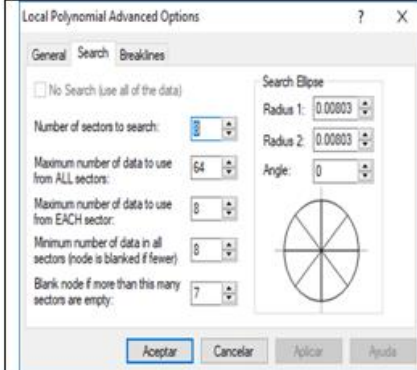 Local Polynomial Advanced Options ? X
General Search Breaklines
No Search (use all of the data)
Number of sectors to search: 8
Maximum number of data to use
from ALL sectors: 64
Maximum number of data to use
from EACH sector: 8
Minimum number of data in all
sectors (node is blanked if fewer) 8
Blank node if more than this many
sectors are empty: 7
Search Ellipse
Radius 1: 0.00803
Radius 2: 0.00803
Angle: 0
Aceptar Cancelar Aplicar Ayuda